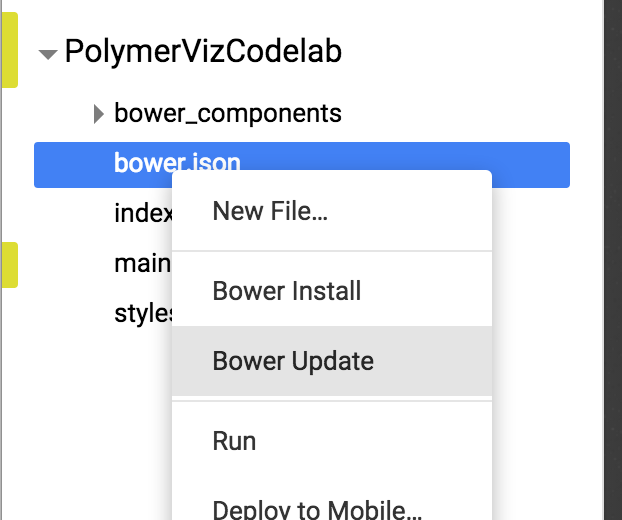 PolymerVizCodelab
bower_components
bower.json
New File...
index
main
Bower Install
styles
Bower Update
Run
Deploy to Mobile...